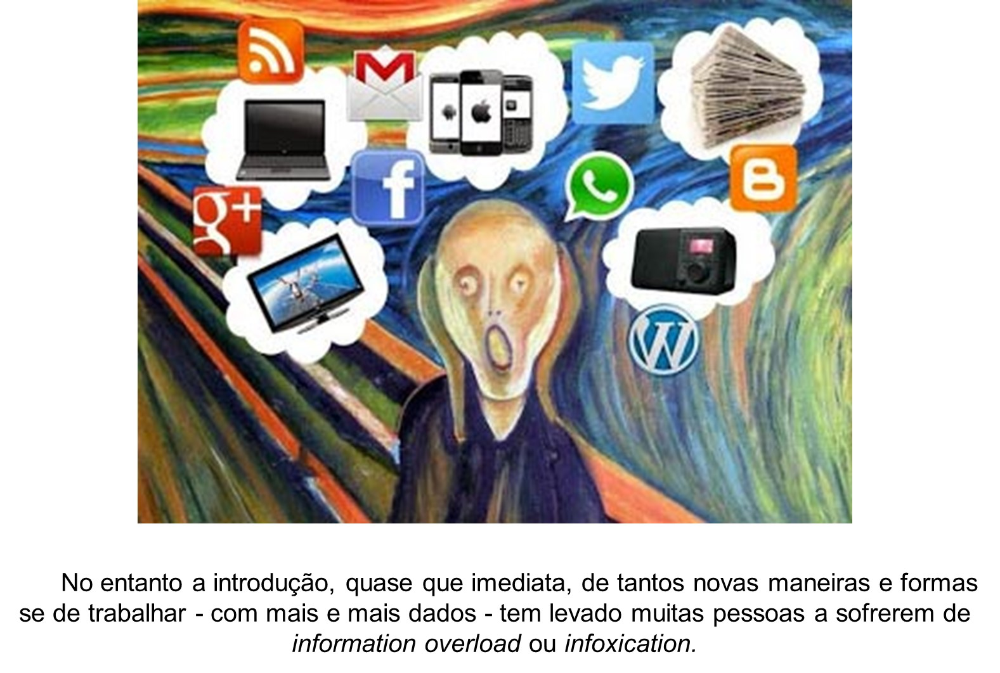 g+
f
B
W
No entanto a introdução, quase que imediata, de tantos novas maneiras e formas
se de trabalhar - com mais e mais dados - tem levado muitas pessoas a sofrerem de
information overload ou infoxication.